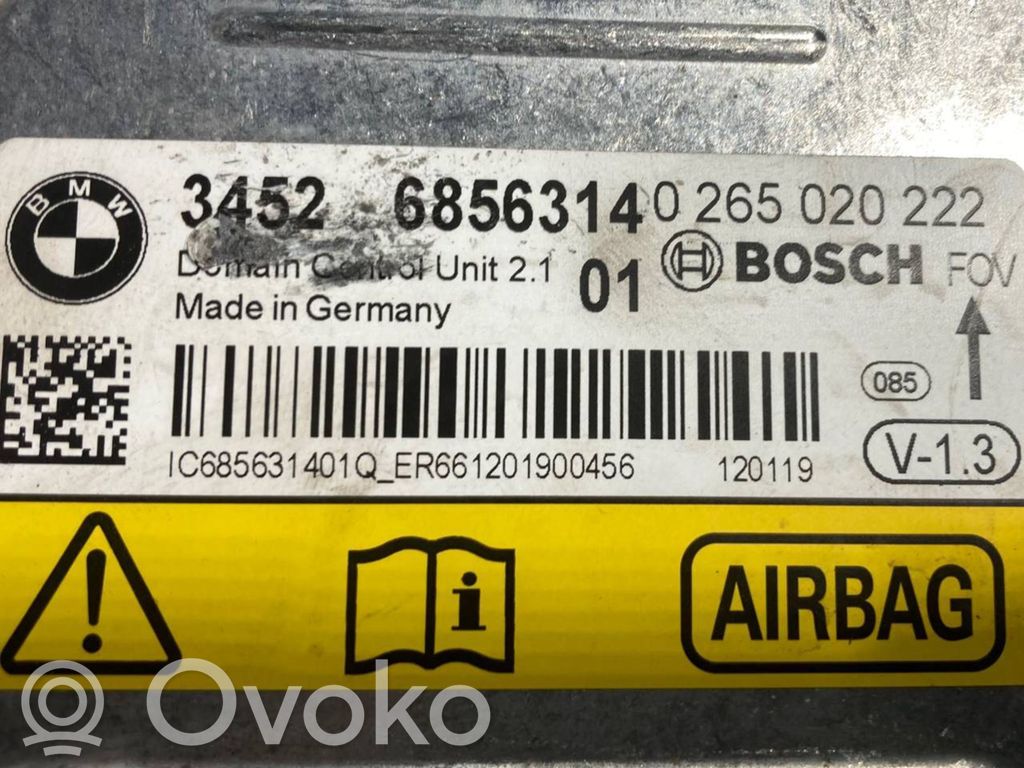 BMW
3452 6856314 0 265 020 222
Domain Control Unit 2.1 01 BOSCH FOV
Made in Germany
085
V-1.3
IC685631401Q_ER661201900456 120119
i AIRBAG
Ovoko